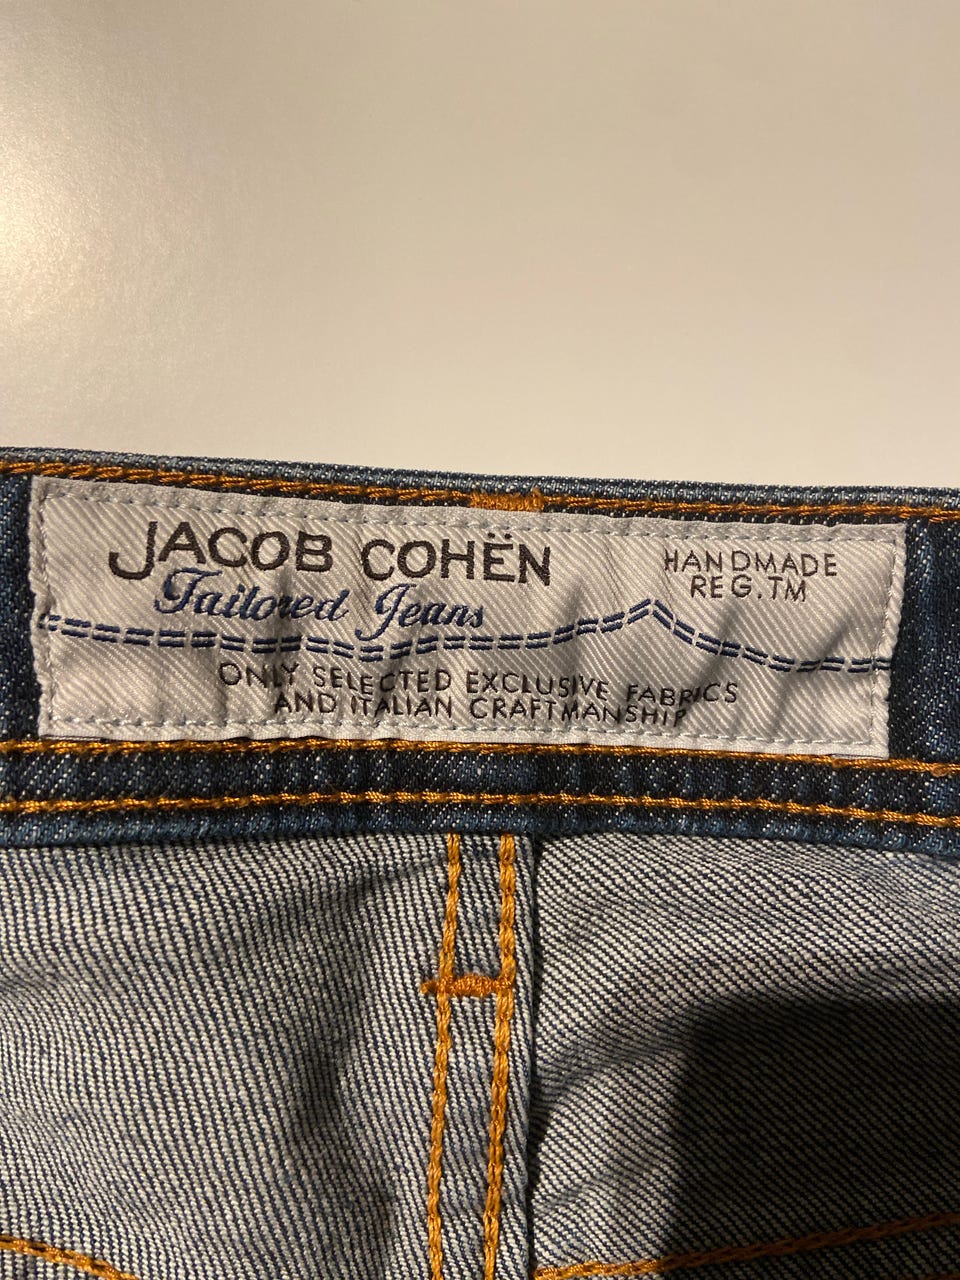 JACOB COHËN
Tailored Jeans
HANDMADE
REG.TM
ONLY SELECTED EXCLUSIVE FABRICS
AND ITALIAN CRAFTMANSHIP